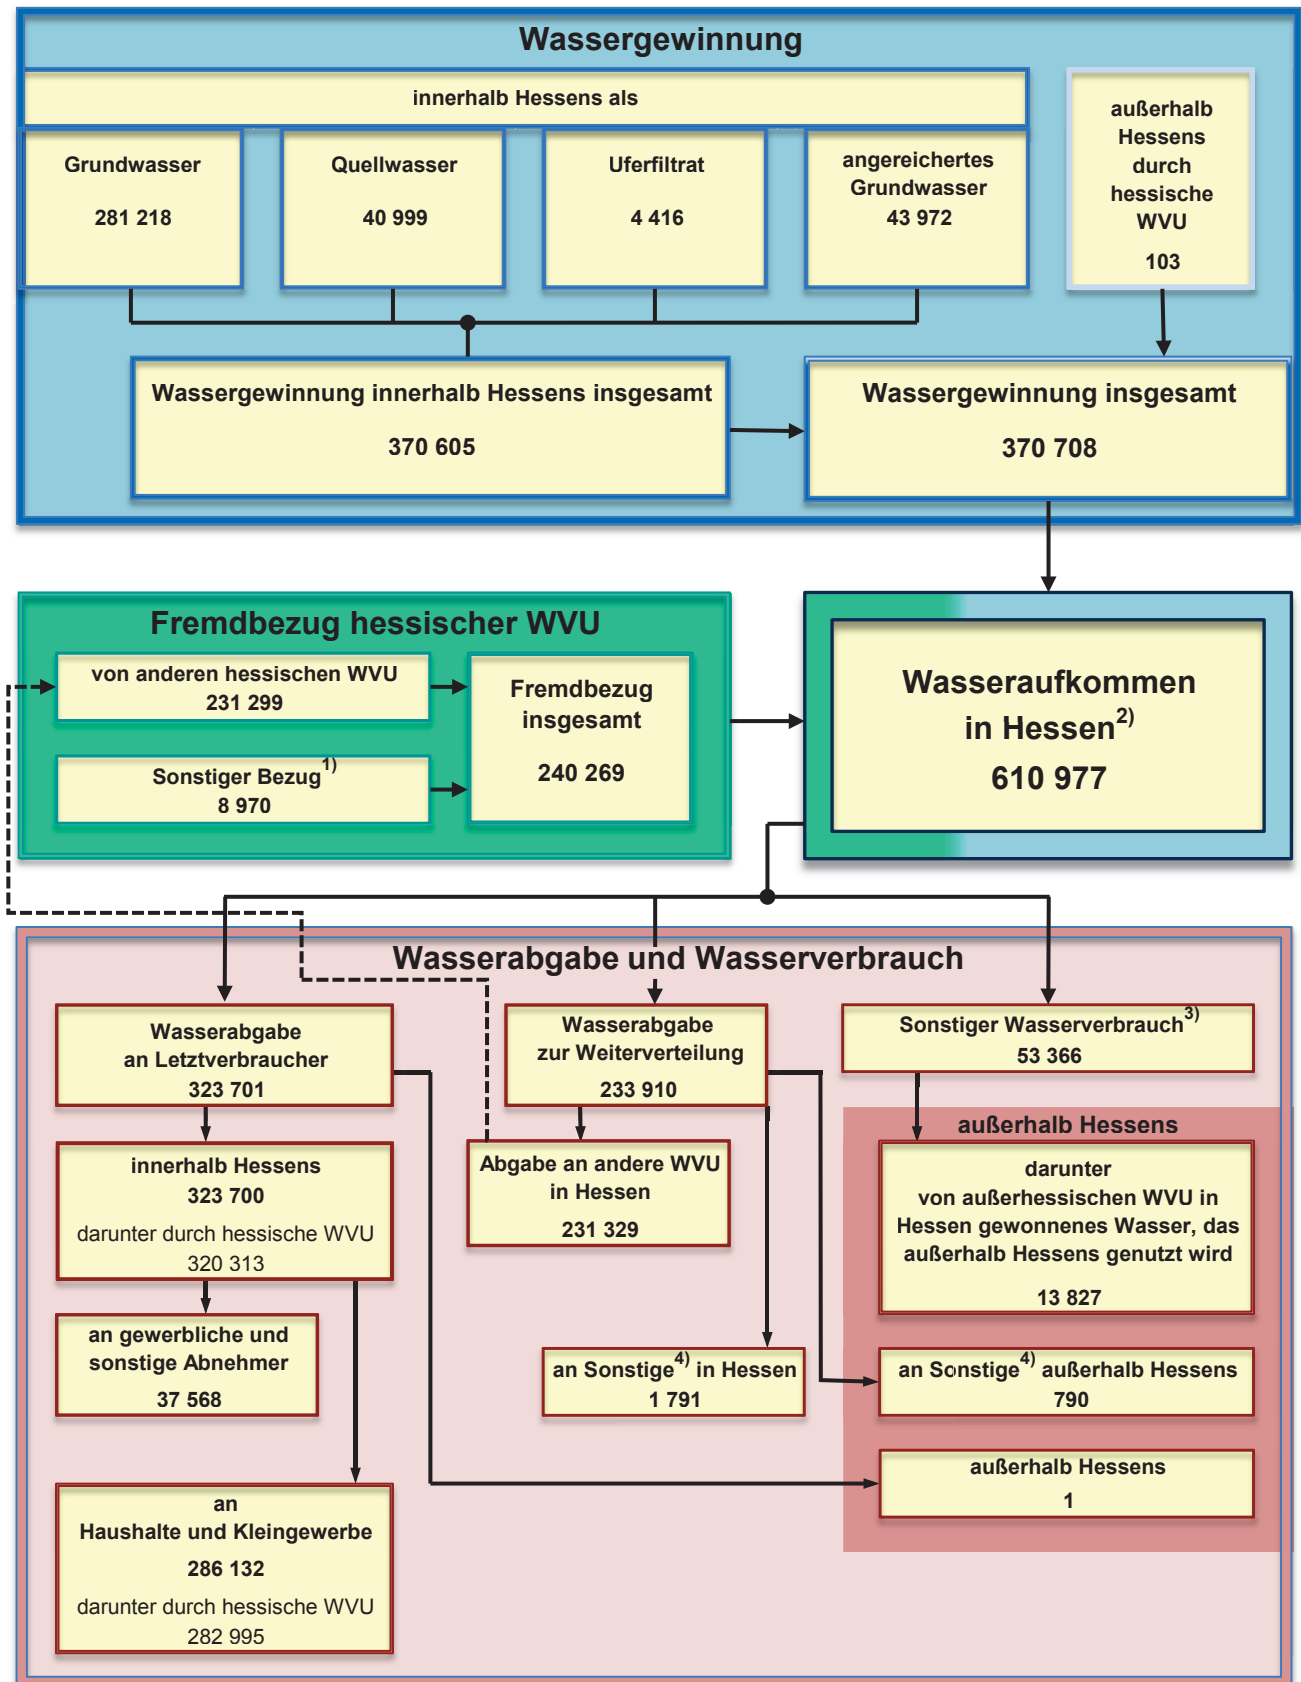 Wassergewinnung
innerhalb Hessens als
Grundwasser
281 218
Quellwasser
40 999
Uferfiltrat
4 416
angereichertes
Grundwasser
43 972
außerhalb
Hessens
durch
hessische
WVU
103
Wassergewinnung innerhalb Hessens insgesamt
370 605
Wassergewinnung insgesamt
370 708
Fremdbezug hessischer WVU
von anderen hessischen WVU
231 299
Sonstiger Bezug1)
8 970
Fremdbezug
insgesamt
240 269
Wasseraufkommen
in Hessen2)
610 977
Wasserabgabe und Wasserverbrauch
Wasserabgabe
an Letztverbraucher
323 701
innerhalb Hessens
323 700
darunter durch hessische WVU
320 313
an gewerbliche und
sonstige Abnehmer
37 568
an
Haushalte und Kleingewerbe
286 132
darunter durch hessische WVU
282 995
Wasserabgabe
zur Weiterverteilung
233 910
Abgabe an andere WVU
in Hessen
231 329
an Sonstige4) in Hessen
1 791
Sonstiger Wasserverbrauch3)
53 366
außerhalb Hessens
darunter
von außerhessischen WVU in
Hessen gewonnenes Wasser, das
außerhalb Hessens genutzt wird
13 827
an Sonstige4) außerhalb Hessens
790
außerhalb Hessens
1